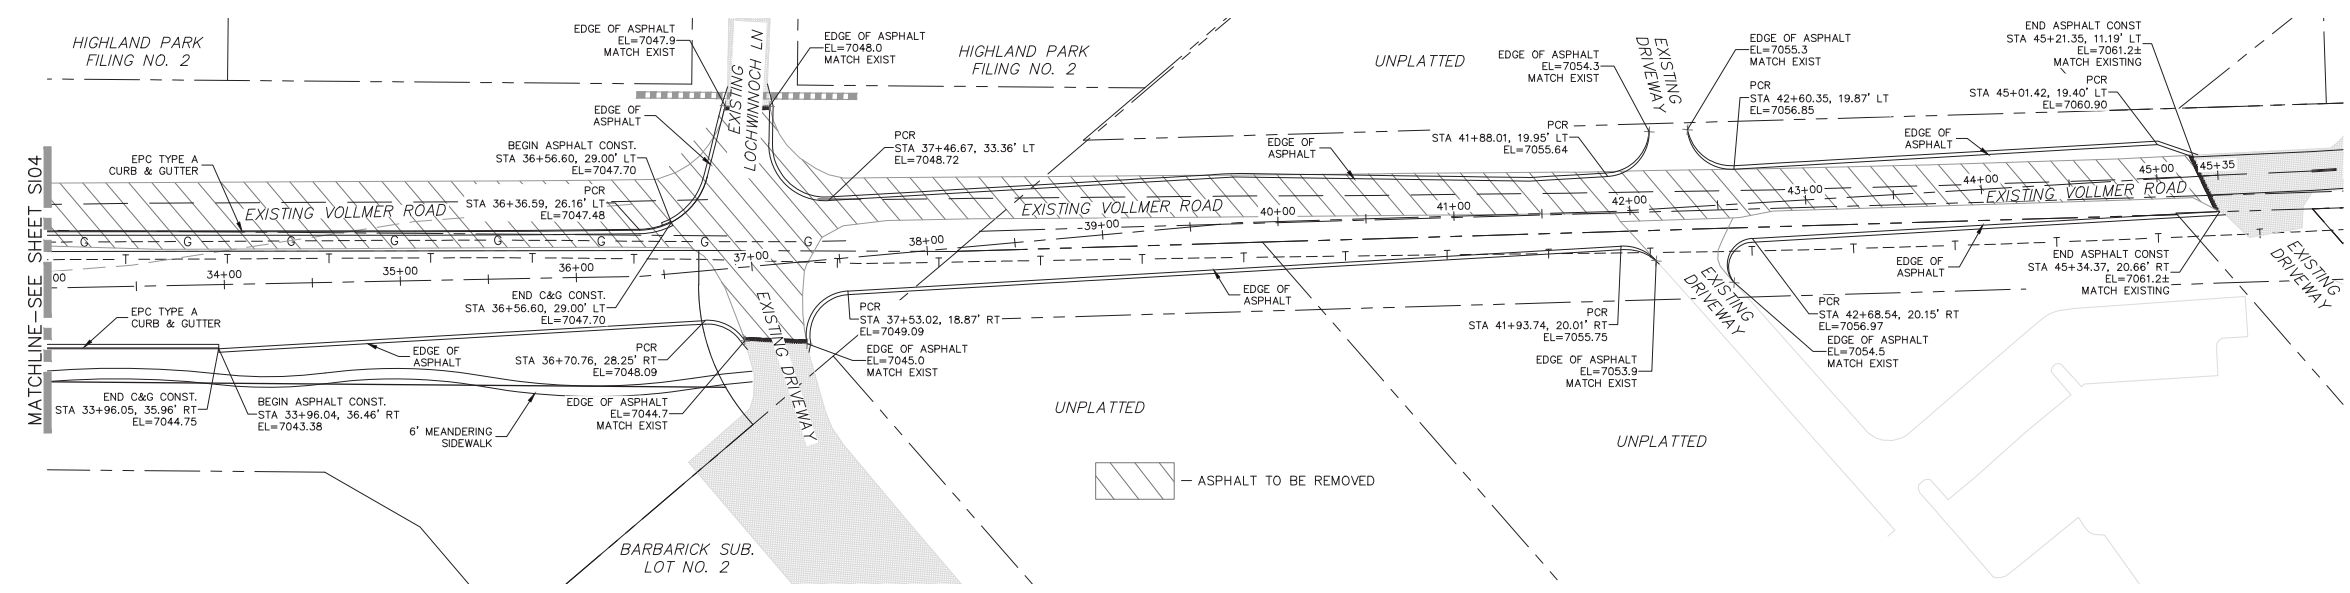 HIGHLAND PARK
FILING NO. 2
EDGE OF ASPHALT
EL=7047.9
MATCH EXIST
EXISTING
LOCHWINNOCH LN
EDGE OF ASPHALT
EL=7048.0
MATCH EXIST
HIGHLAND PARK
FILING NO. 2
UNPLATTED
EDGE OF ASPHALT
EL=7054.3
MATCH EXIST
EXISTING
DRIVEWAY
EDGE OF ASPHALT
EL=7055.3
MATCH EXIST
PCR
STA 42+60.35, 19.87' LT
EL=7056.85
END ASPHALT CONST
STA 45+21.35, 11.19' LT
EL=7061.2±
MATCH EXISTING
PCR
STA 45+01.42, 19.40' LT
EL=7060.90
EDGE OF
ASPHALT
BEGIN ASPHALT CONST.
STA 36+56.60, 29.00' LT
EL=7047.70
PCR
STA 36+36.59, 26.16' LT
EL=7047.48
PCR
STA 37+46.67, 33.36' LT
EL=7048.72
EDGE OF
ASPHALT
PCR
STA 41+88.01, 19.95' LT
EL=7055.64
EDGE OF
ASPHALT
EPC TYPE A
CURB & GUTTER
MATCHLINE-SEE SHEET SI04
EXISTING VOLLMER ROAD
EXISTING VOLLMER ROAD
EXISTING VOLLMER ROAD
G G G G G G G G
T T T T T T T T T T T T T T T T T T T T T
00
34+00
35+00
36+00
37+00
38+00
39+00
40+00
41+00
42+00
43+00
44+00
45+00
45+35
EPC TYPE A
CURB & GUTTER
END C&G CONST.
STA 36+56.60, 29.00' LT
EL=7047.70
EDGE OF
ASPHALT
PCR
STA 36+70.76, 28.25' RT
EL=7048.09
EXISTING DRIVEWAY
PCR
STA 37+53.02, 18.87' RT
EL=7049.09
EDGE OF ASPHALT
EL=7045.0
MATCH EXIST
EDGE OF
ASPHALT
PCR
STA 41+93.74, 20.01' RT
EL=7055.75
EDGE OF ASPHALT
EL=7053.9
MATCH EXIST
EXISTING
DRIVEWAY
PCR
STA 42+68.54, 20.15' RT
EL=7056.97
EDGE OF ASPHALT
EL=7054.5
MATCH EXIST
EDGE OF
ASPHALT
END ASPHALT CONST
STA 45+34.37, 20.66' RT
EL=7061.2±
MATCH EXISTING
EXISTING
DRIVEWAY
END C&G CONST.
STA 33+96.05, 35.96' RT
EL=7044.75
BEGIN ASPHALT CONST.
STA 33+96.04, 36.46' RT
EL=7043.38
6' MEANDERING
SIDEWALK
EDGE OF ASPHALT
EL=7044.7
MATCH EXIST
UNPLATTED
UNPLATTED
ASPHALT TO BE REMOVED
BARBARICK SUB.
LOT NO. 2